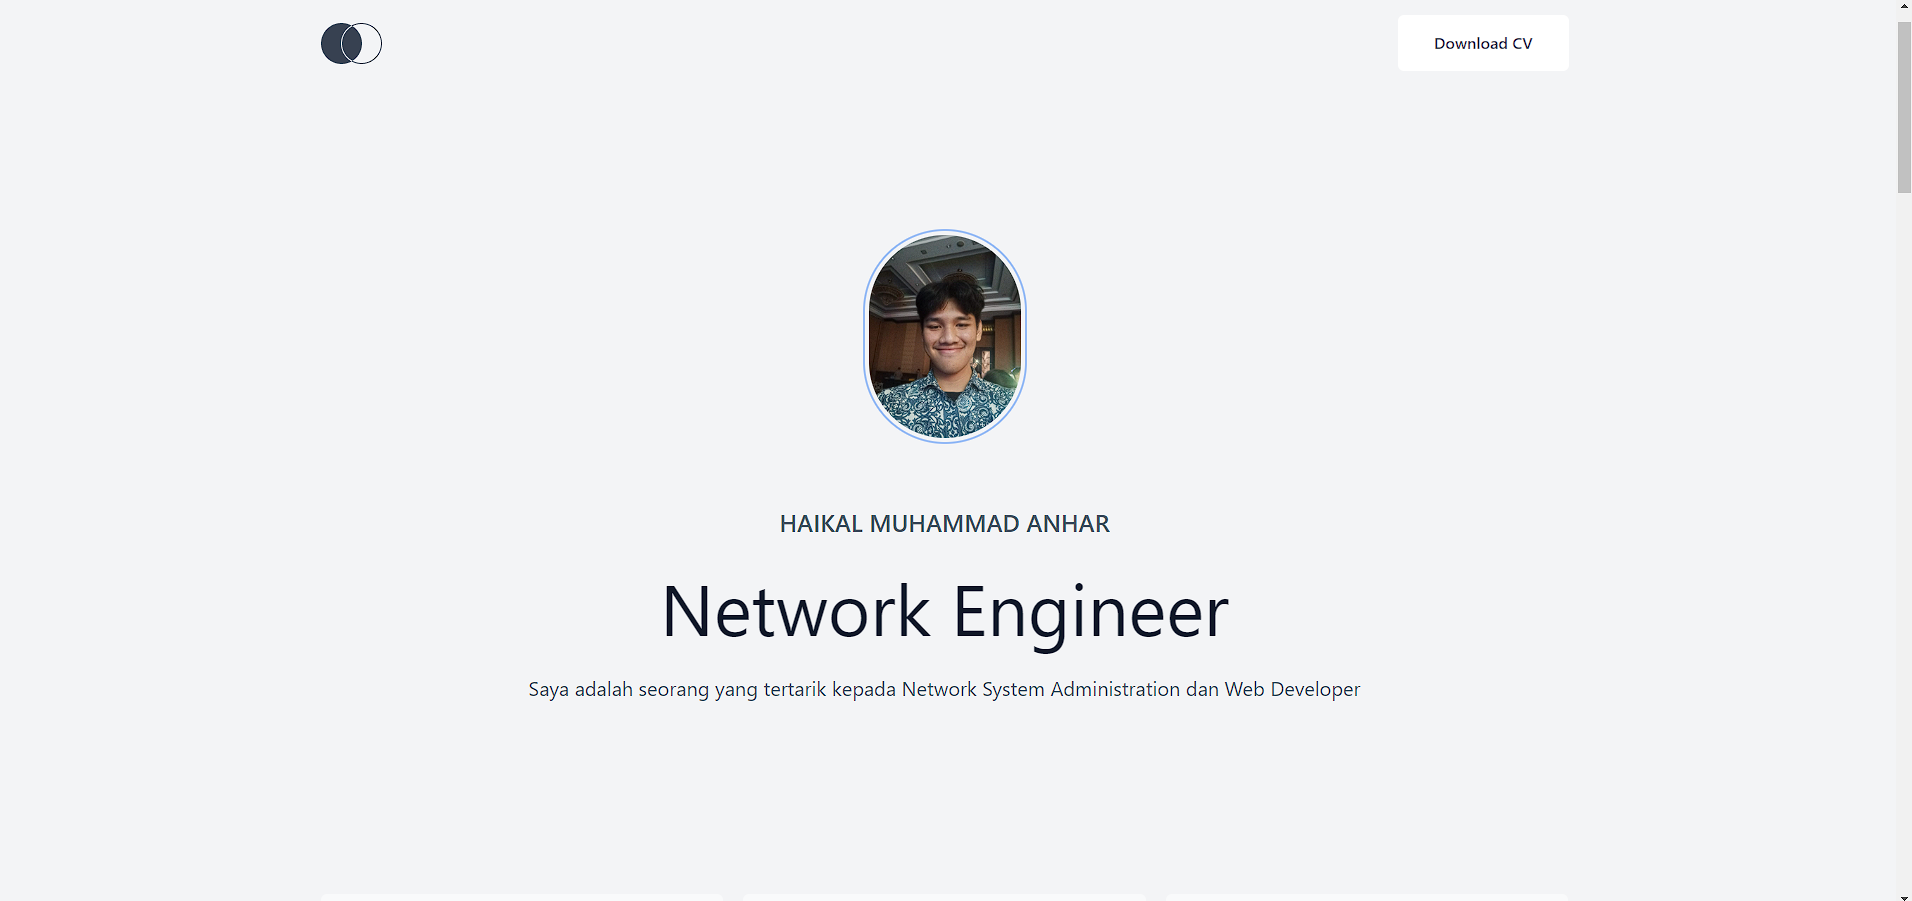 Download CV
HAIKAL MUHAMMAD ANHAR
Network Engineer
Saya adalah seorang yang tertarik kepada Network System Administration dan Web Developer